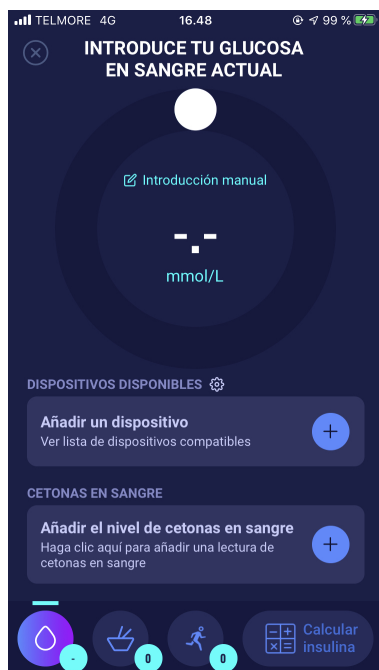 TELMORE 4G 16.48 99 %
INTRODUCE TU GLUCOSA
EN SANGRE ACTUAL
Introducción manual
-.-
mmol/L
DISPOSITIVOS DISPONIBLES
Añadir un dispositivo
Ver lista de dispositivos compatibles
CETONAS EN SANGRE
Añadir el nivel de cetonas en sangre
Haga clic aquí para añadir una lectura de
cetonas en sangre
Calcular
insulina
- 0 0